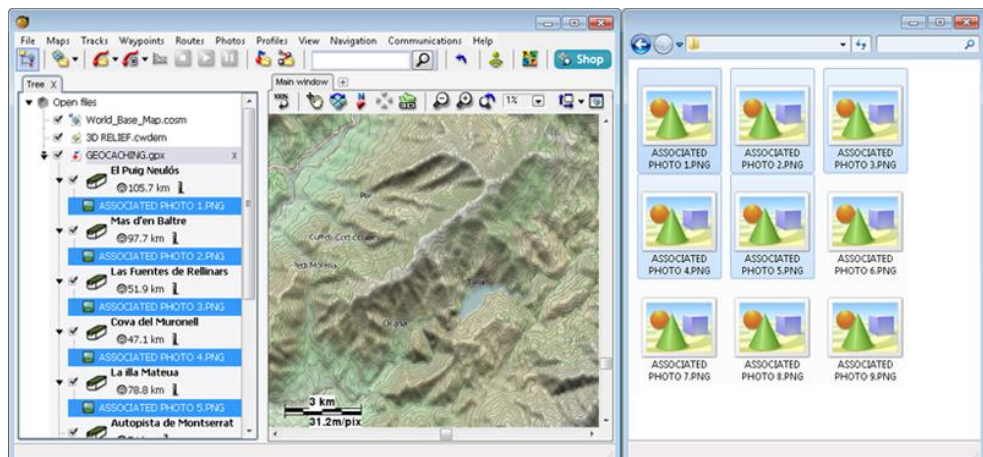 File Maps Tracks Waypoints Routes Photos Profiles View Navigation Communications Help
Shop
Tree X
Open files
World_Base_Map.cosm
3D RELIEF.cwdem
GEOCACHING.gpx x
El Puig Neulós
105.7 km
ASSOCIATED PHOTO 1.PNG
Mas d'en Baltre
97.7 km
ASSOCIATED PHOTO 2.PNG
Las Fuentes de Rellinars
51.9 km
ASSOCIATED PHOTO 3.PNG
Cova del Muronell
47.1 km
ASSOCIATED PHOTO 4.PNG
La illa Mateua
78.8 km
ASSOCIATED PHOTO 5.PNG
Autopista de Montserrat
Main window
100%
1%
3 km
31.2m/pix
ASSOCIATED PHOTO 1.PNG
ASSOCIATED PHOTO 2.PNG
ASSOCIATED PHOTO 3.PNG
ASSOCIATED PHOTO 4.PNG
ASSOCIATED PHOTO 5.PNG
ASSOCIATED PHOTO 6.PNG
ASSOCIATED PHOTO 7.PNG
ASSOCIATED PHOTO 8.PNG
ASSOCIATED PHOTO 9.PNG